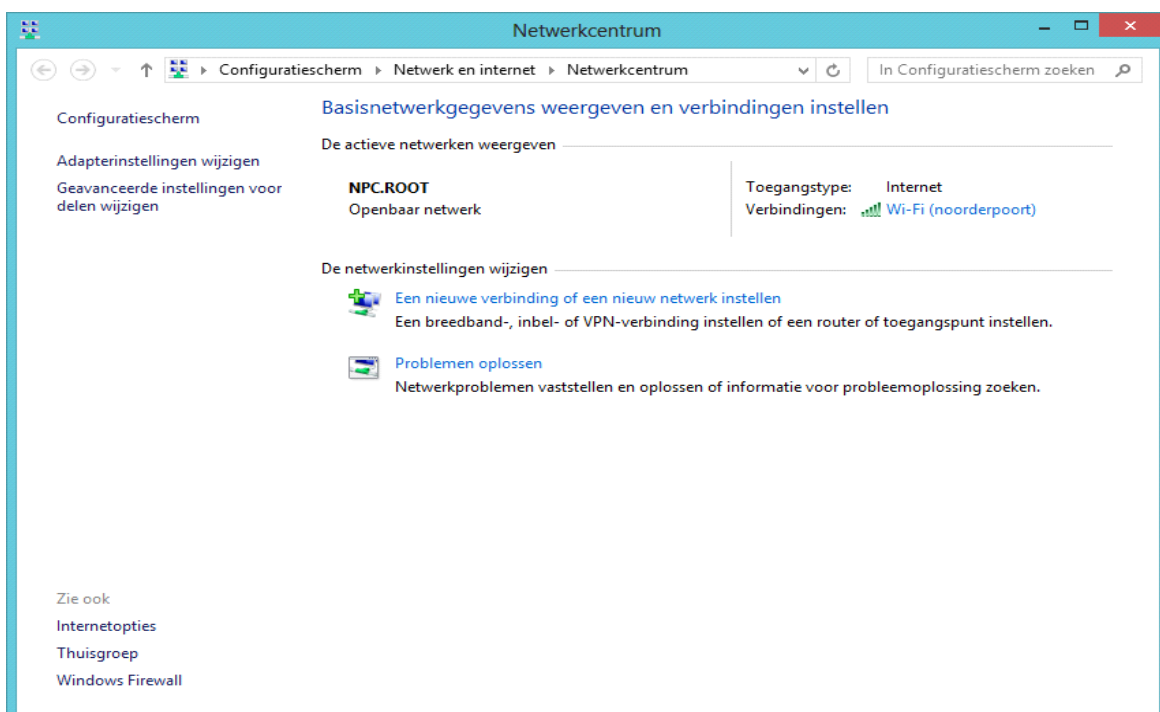 Netwerkcentrum
Configuratiescherm Netwerk en internet Netwerkcentrum In Configuratiescherm zoeken
Configuratiescherm
Adapterinstellingen wijzigen
Geavanceerde instellingen voor
delen wijzigen
Basisnetwerkgegevens weergeven en verbindingen instellen
De actieve netwerken weergeven
NPC.ROOT
Openbaar netwerk
Toegangstype: Internet
Verbindingen: Wi-Fi (noorderpoort)
De netwerkinstellingen wijzigen
Een nieuwe verbinding of een nieuw netwerk instellen
Een breedband-, inbel- of VPN-verbinding instellen of een router of toegangspunt instellen.
Problemen oplossen
Netwerkproblemen vaststellen en oplossen of informatie voor probleemoplossing zoeken.
Zie ook
Internetopties
Thuisgroep
Windows Firewall